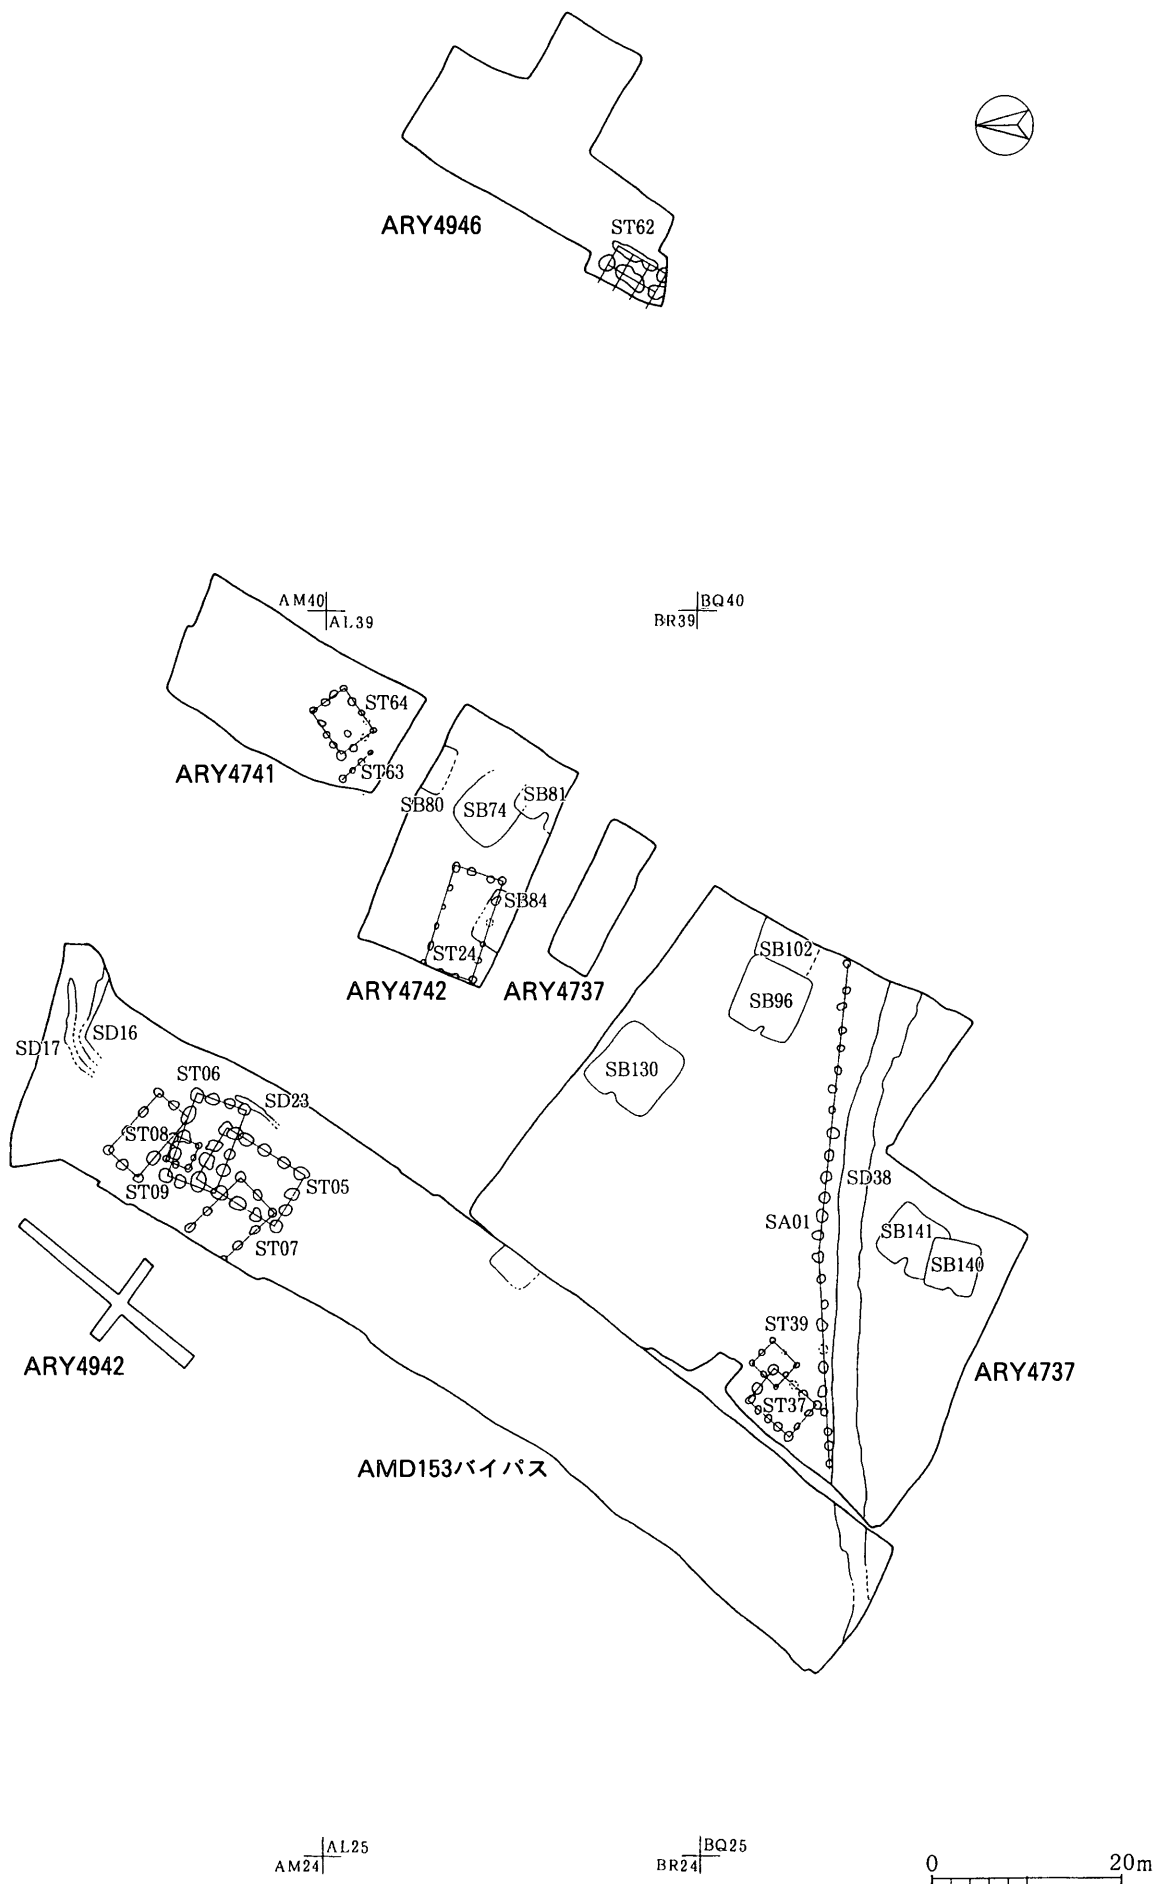 ARY4946
ST62
AM40
AL39
BQ40
BR39
ST64
ST63
ARY4741
SB80
SB74
SB81
SB84
ST24
ARY4742
ARY4737
SB102
SB96
SB130
SD16
SD17
ST06
SD23
ST08
ST09
ST05
ST07
SD38
SA01
SB141
SB140
ST39
ST37
ARY4942
ARY4737
AMD153バイパス
AL25
AM24
BQ25
BR24
0 20m